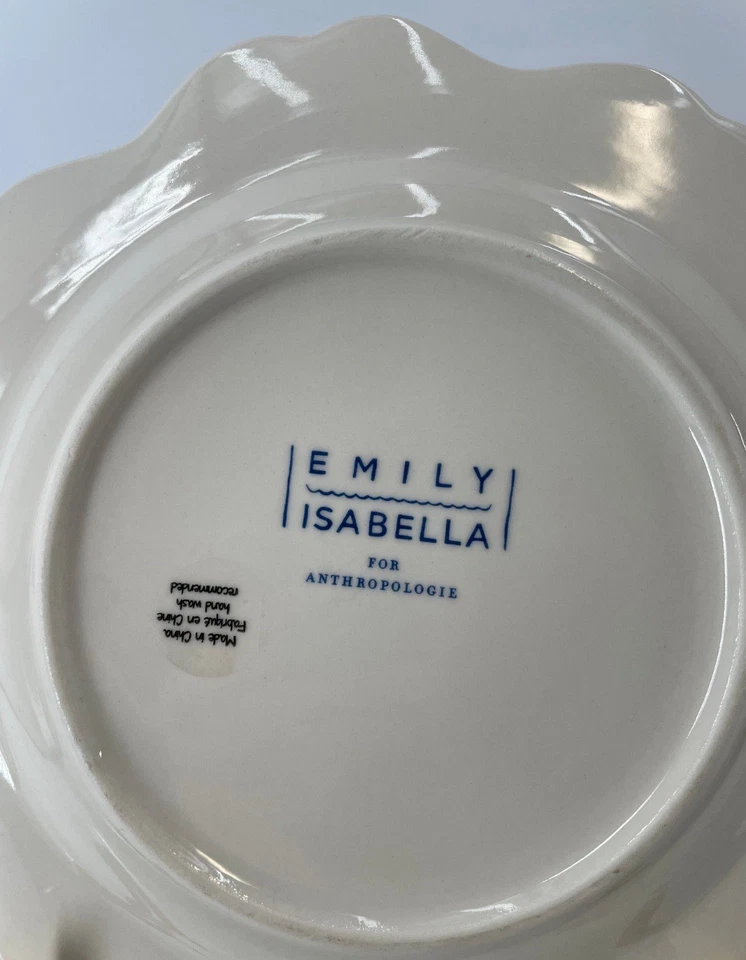 EMILY
ISABELLA
FOR
ANTHROPOLOGIE
Made in China,
Fabriqué en Chine
hand wash
recommended